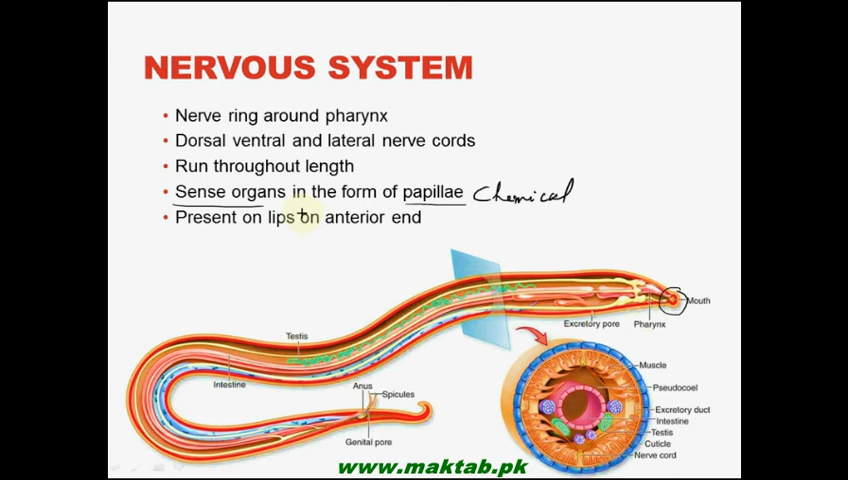 NERVOUS SYSTEM
• Nerve ring around pharynx
• Dorsal ventral and lateral nerve cords
• Run throughout length
• Sense organs in the form of papillae Chemical
• Present on lips on anterior end
Mouth
Pharynx
Excretory pore
Testis
Intestine
Anus
Spicules
Genital pore
Muscle
Pseudocoel
Excretory duct
Intestine
Testis
Cuticle
Nerve cord
www.maktab.pk